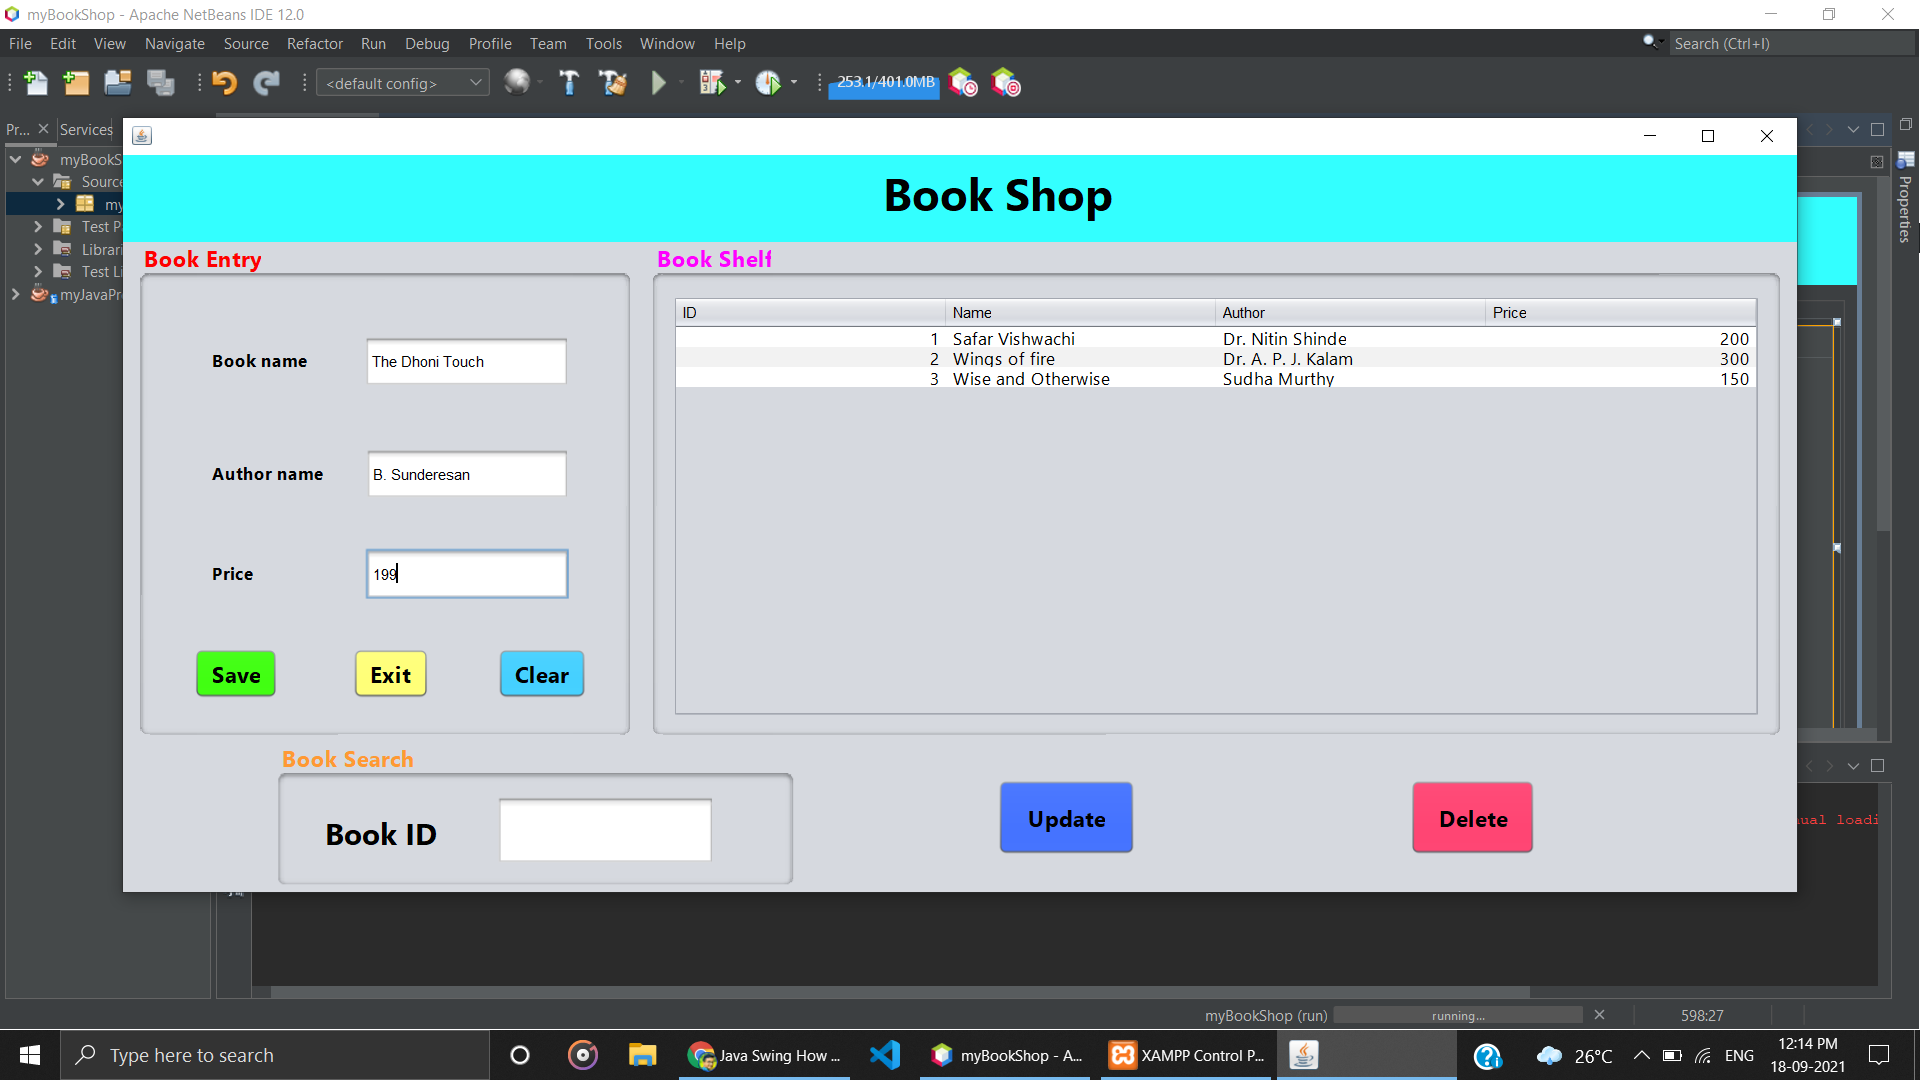 myBookShop - Apache NetBeans IDE 12.0
File Edit View Navigate Source Refactor Run Debug Profile Team Tools Window Help
Search (Ctrl+I)
<default config>
253.1/401.0MB
Pr... Services
myBookS
Source
my
Test P
Librari
Test Li
myJavaPr
Properties
Book Shop
Book Entry
Book name
The Dhoni Touch
Author name
B. Sunderesan
Price
199
Save Exit Clear
Book Shelf
ID Name Author Price
1 Safar Vishwachi Dr. Nitin Shinde 200
2 Wings of fire Dr. A. P. J. Kalam 300
3 Wise and Otherwise Sudha Murthy 150
Book Search
Book ID
Update
Delete
ual loadi
myBookShop (run)
running...
598:27
Type here to search
Java Swing How ...
myBookShop - A...
XAMPP Control P...
26°C
ENG
12:14 PM
18-09-2021